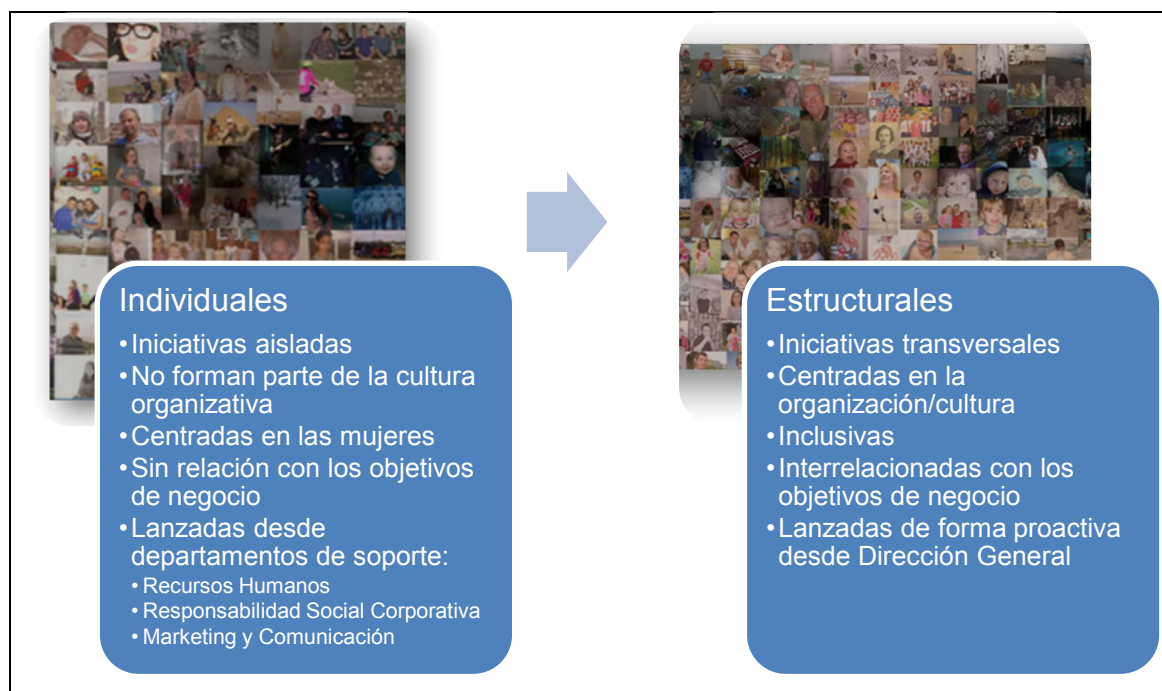 Individuales
•Iniciativas aisladas
•No forman parte de la cultura
organizativa
•Centradas en las mujeres
•Sin relación con los objetivos
de negocio
•Lanzadas desde
departamentos de soporte:
• Recursos Humanos
• Responsabilidad Social Corporativa
• Marketing y Comunicación
Estructurales
•Iniciativas transversales
•Centradas en la
organización/cultura
•Inclusivas
•Interrelacionadas con los
objetivos de negocio
•Lanzadas de forma proactiva
desde Dirección General